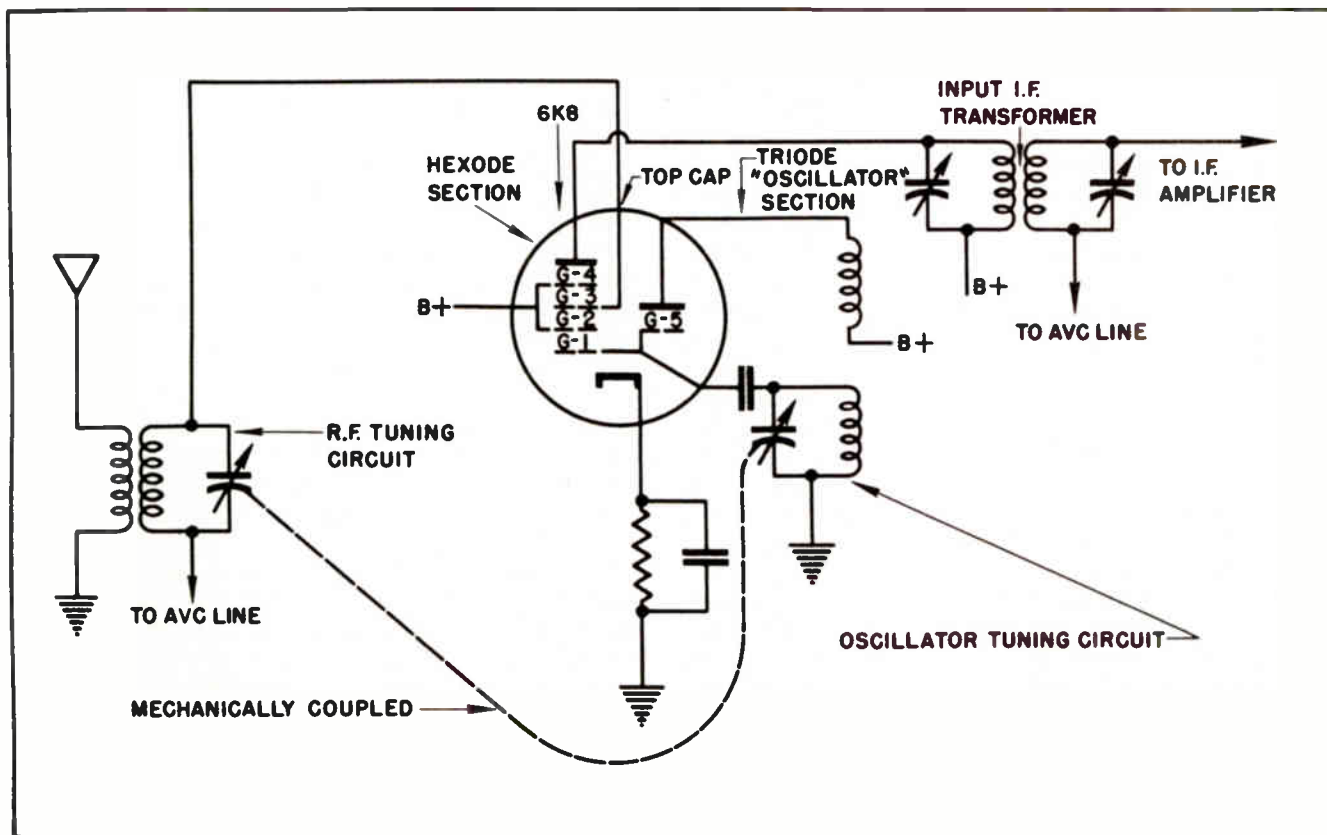 INPUT I.F.
TRANSFORMER
6K8
HEXODE
SECTION
TOP CAP
TRIODE
"OSCILLATOR"
SECTION
TO I.F.
AMPLIFIER
G-4
G-3
G-2
G-1
G-5
B+
B+
B+
TO AVC LINE
R.F. TUNING
CIRCUIT
TO AVC LINE
OSCILLATOR TUNING CIRCUIT
MECHANICALLY COUPLED